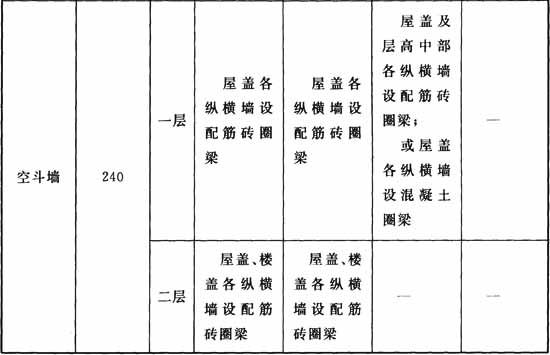 空斗墙
240
一层
屋盖各
纵横墙设
配筋砖圈
梁
屋盖各
纵横墙设
配筋砖圈
梁
屋盖及
层高中部
各纵横墙
设配筋砖
圈梁；
或屋盖
各纵横墙
设混凝土
圈梁
—
二层
屋盖、楼
盖各纵横
墙设配筋
砖圈梁
屋盖、楼
盖各纵横
墙设配筋
砖圈梁
—
—